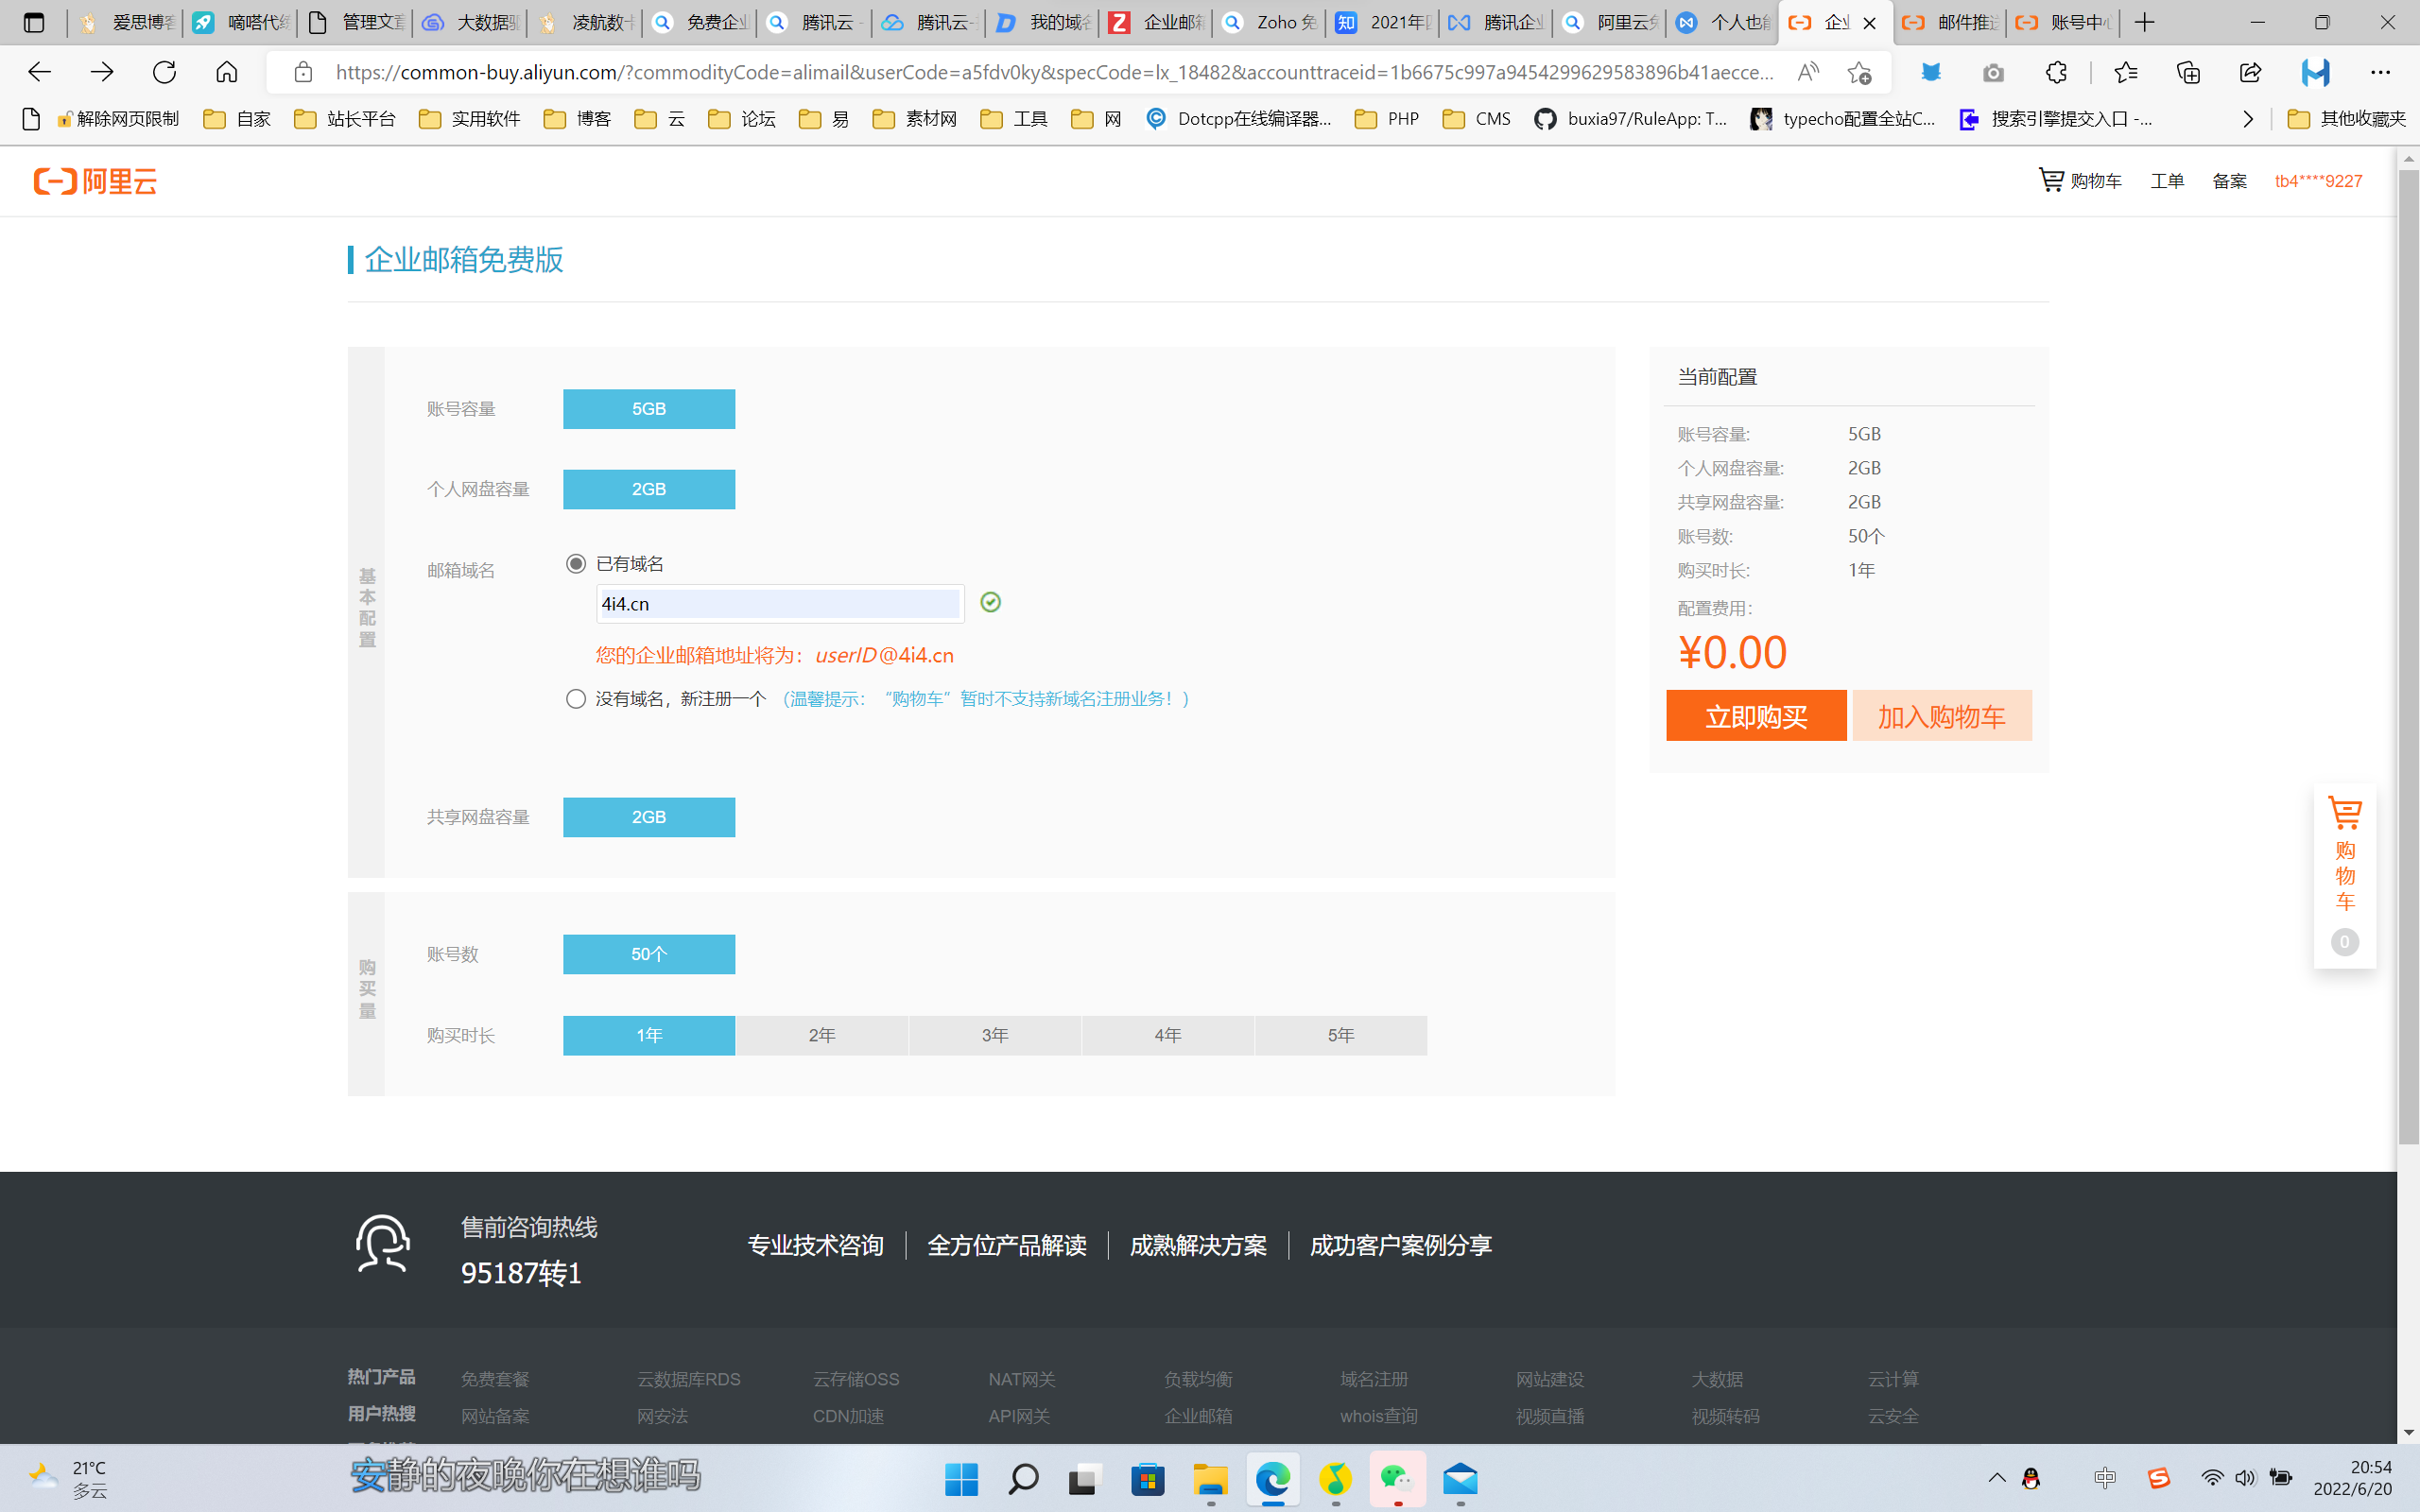 爱思博客 嘀嗒代练 管理文章 大数据驱 凌航数卡 免费企业 腾讯云 - 腾讯云- 我的域名 企业邮箱 Zoho 免 2021年国 腾讯企业 阿里云免 个人也能 企业 邮件推送 账号中心
https://common-buy.aliyun.com/?commodityCode=alimail&userCode=a5fdv0ky&specCode=lx_18482&accounttraceid=1b6675c997a9454299629583896b41aecce...
解除网页限制 自家 站长平台 实用软件 博客 云 论坛 易 素材网 工具 网 Dotcpp在线编译器... PHP CMS buxia97/RuleApp: T... typecho配置全站C... 搜索引擎提交入口 -... 其他收藏夹
阿里云 购物车 工单 备案 tb4****9227
企业邮箱免费版
基本配置
账号容量 5GB
个人网盘容量 2GB
邮箱域名 已有域名
4i4.cn
您的企业邮箱地址将为：userID@4i4.cn
没有域名，新注册一个 （温馨提示：“购物车”暂时不支持新域名注册业务！）
共享网盘容量 2GB
购买量
账号数 50个
购买时长 1年 2年 3年 4年 5年
当前配置
账号容量: 5GB
个人网盘容量: 2GB
共享网盘容量: 2GB
账号数: 50个
购买时长: 1年
配置费用：
¥0.00
立即购买 加入购物车
购物车
0
售前咨询热线
95187转1
专业技术咨询 全方位产品解读 成熟解决方案 成功客户案例分享
热门产品 免费套餐 云数据库RDS 云存储OSS NAT网关 负载均衡 域名注册 网站建设 大数据 云计算
用户热搜 网站备案 网安法 CDN加速 API网关 企业邮箱 whois查询 视频直播 视频转码 云安全
21°C
多云
安静的夜晚你在想谁吗
中
20:54
2022/6/20